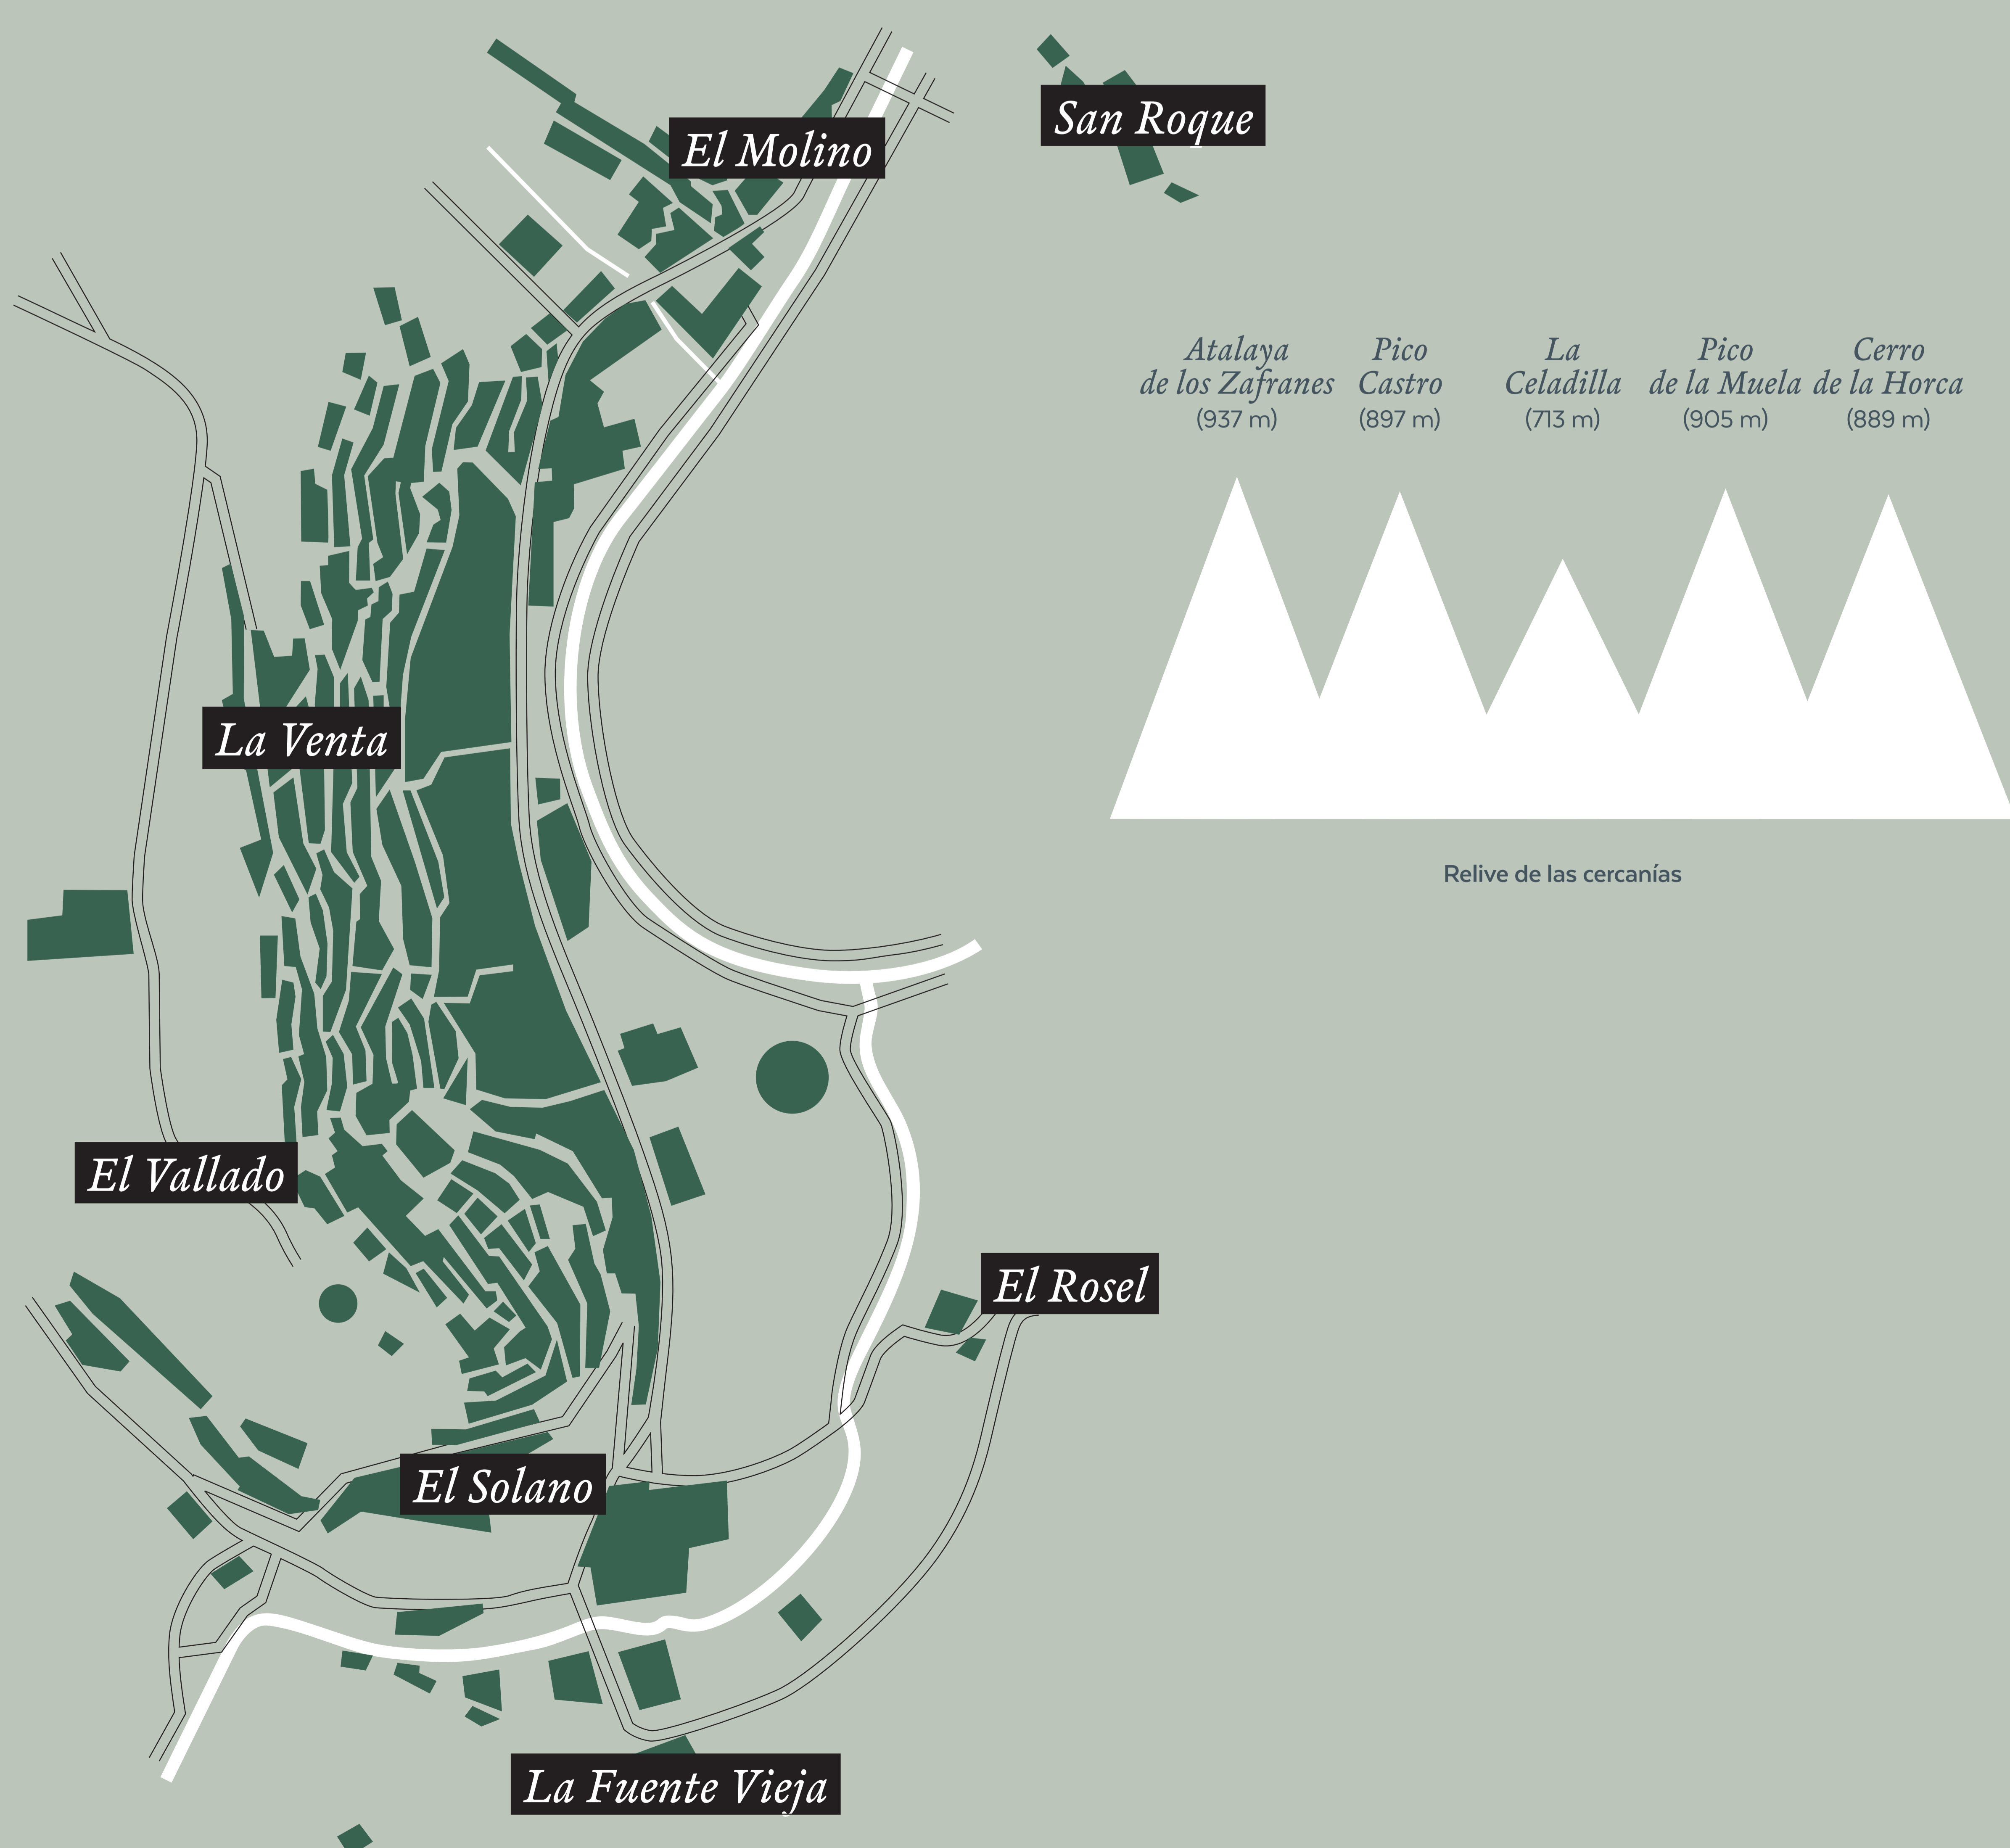 San Roque
El Molino
Atalaya
de los Zafranes
(937 m)
Pico
Castro
(897 m)
La
Celadilla
(713 m)
Pico
de la Muela
(905 m)
Cerro
de la Horca
(889 m)
La Venta
Relive de las cercanías
El Vallado
El Rosel
El Solano
La Fuente Vieja